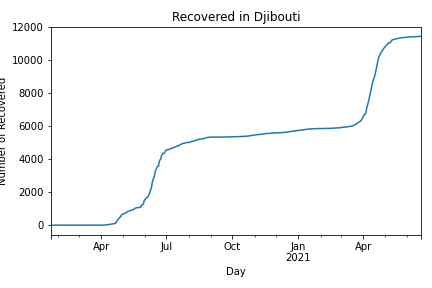 Recovered in Djibouti
Number of Recovered
12000
10000
8000
6000
4000
2000
0
Apr
Jul
Oct
Jan
2021
Apr
Day